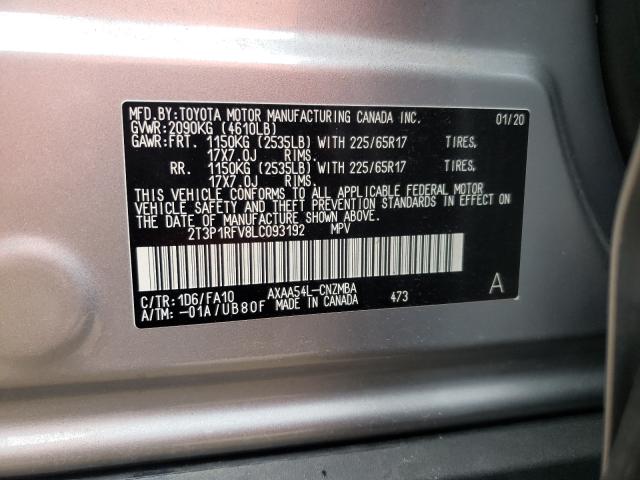 MFD.BY:TOYOTA MOTOR MANUFACTURING CANADA INC. 01/20
GVWR:2090KG (4610LB)
GAWR:FRT. 1150KG (2535LB) WITH 225/65R17 TIRES,
17X7.0J RIMS.
RR. 1150KG (2535LB) WITH 225/65R17 TIRES,
17X7.0J RIMS.
THIS VEHICLE CONFORMS TO ALL APPLICABLE FEDERAL MOTOR
VEHICLE SAFETY AND THEFT PREVENTION STANDARDS IN EFFECT ON
THE DATE OF MANUFACTURE SHOWN ABOVE.
2T3P1RFV8LC093192 MPV
C/TR:1D6/FA10 AXAA54L-CNZMBA 473 A
A/TM:-01A/UB80F MADE IN CANADA